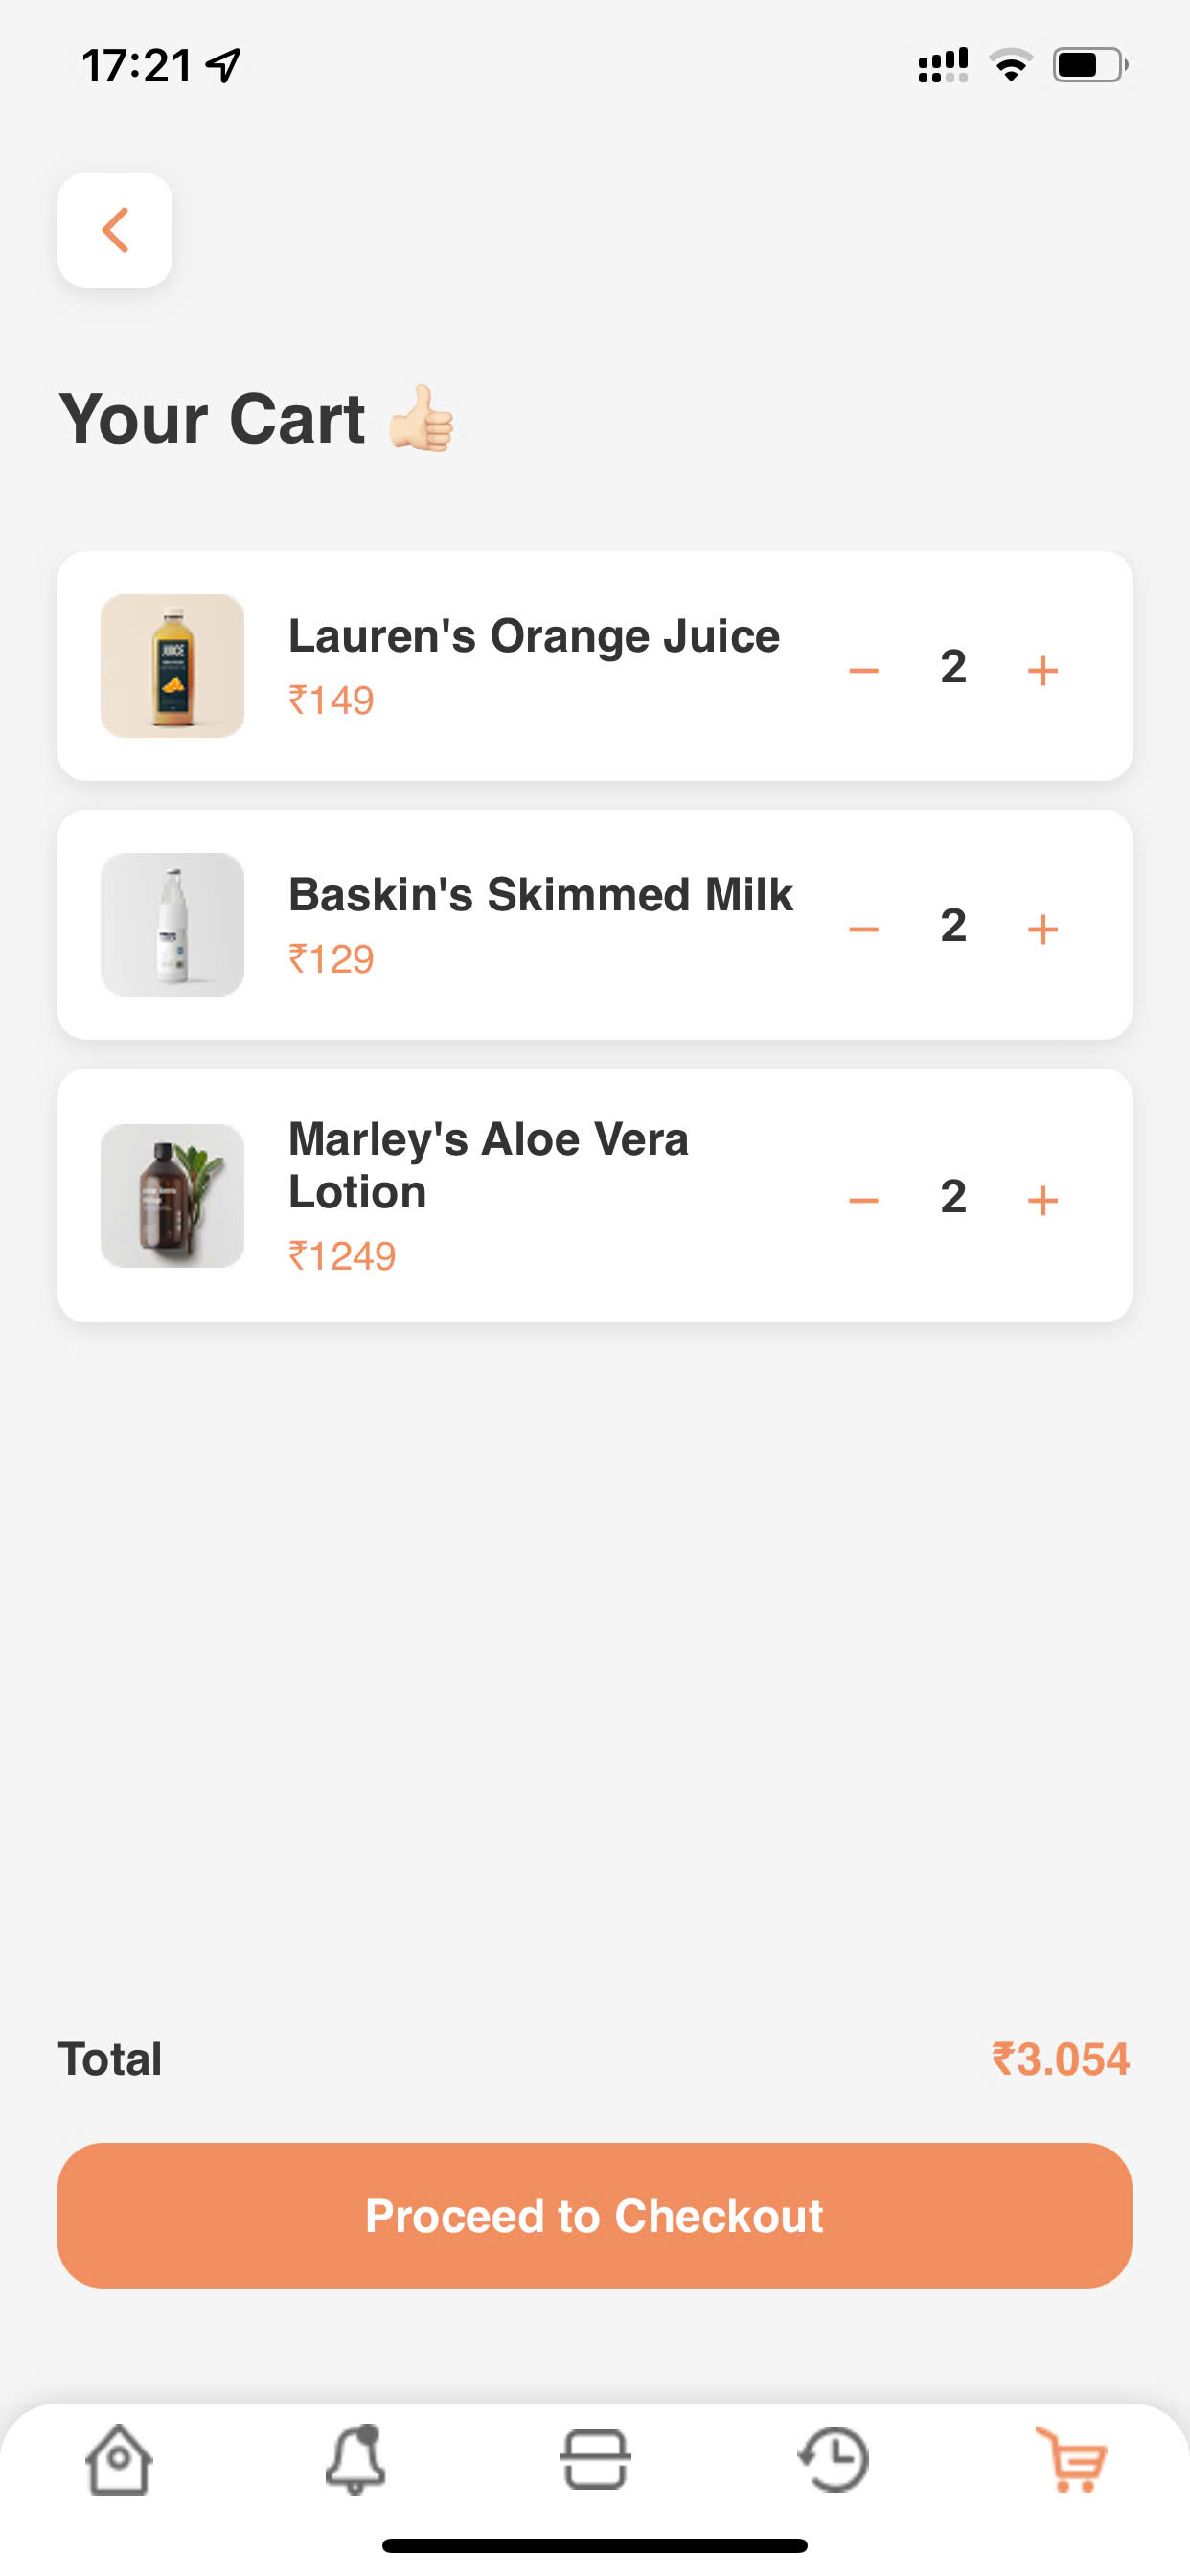 17:21
Your Cart 👍🏻
Lauren's Orange Juice
₹149
2
JUICE
Baskin's Skimmed Milk
₹129
2
Marley's Aloe Vera
Lotion
₹1249
2
Total
₹3.054
Proceed to Checkout